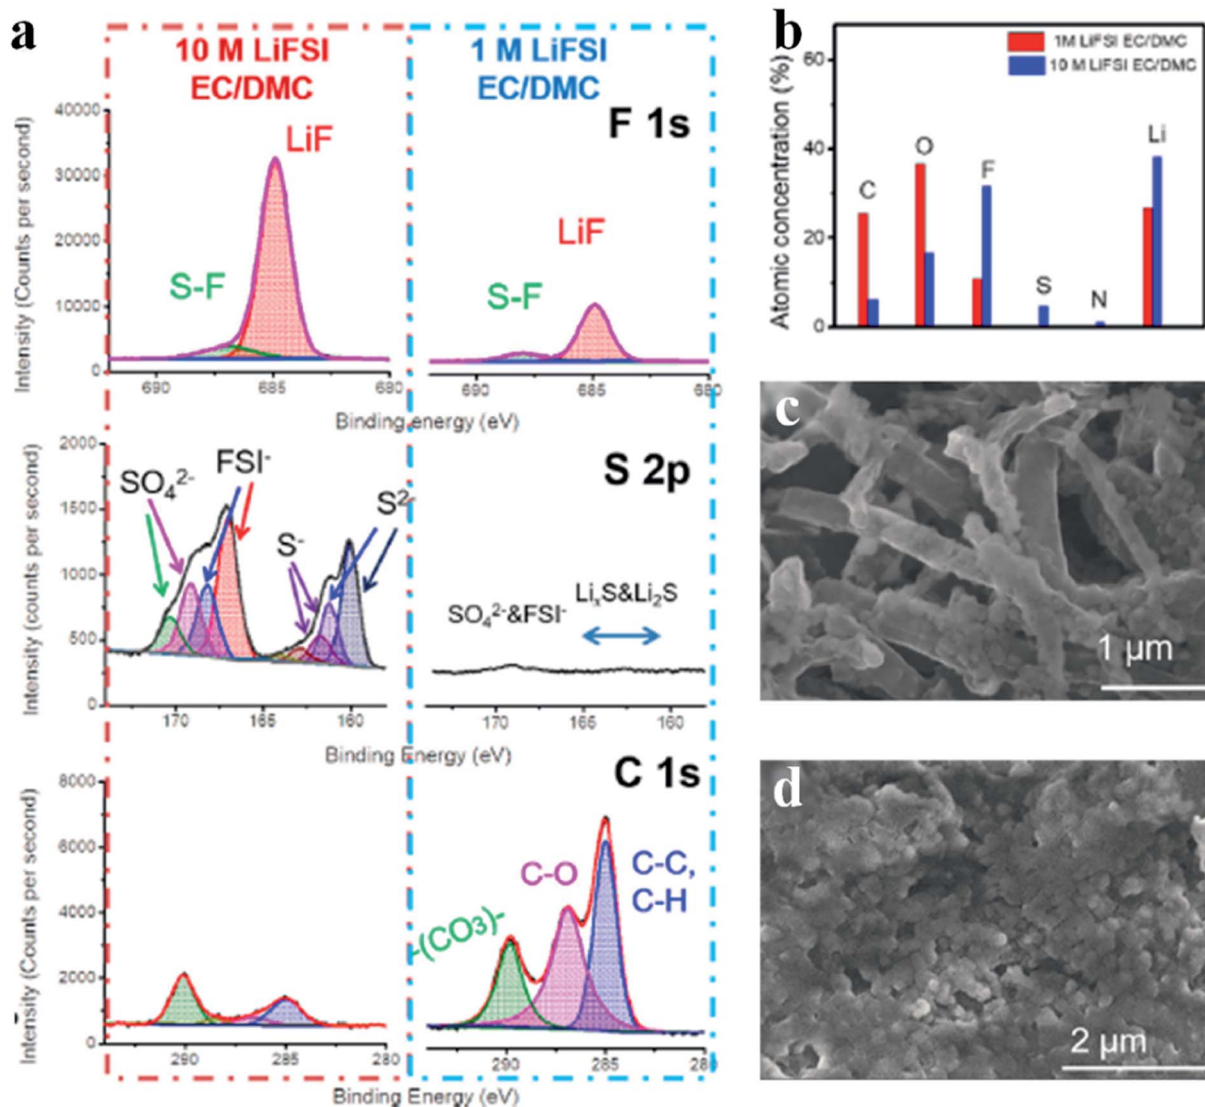 a
10 M LiFSI
EC/DMC
1 M LiFSI
EC/DMC
F 1s
40000
30000
20000
10000
0
Intensity (Counts per second)
LiF
S-F
LiF
S-F
690
685
680
690
685
680
Binding energy (eV)
S 2p
2000
1500
1000
500
0
Intensity (counts per second)
SO₄²⁻
FSI⁻
S⁻
S²⁻
SO₄²⁻&FSI⁻
LiₓS&Li₂S
170
165
160
170
165
160
Binding Energy (eV)
C 1s
8000
6000
4000
2000
0
Intensity (Counts per second)
-(CO₃)-
C-O
C-C,
C-H
290
285
280
290
285
Binding Energy (eV)
b
1M LiFSI EC/DMC
10 M LiFSI EC/DMC
Atomic concentration (%)
60
40
20
0
C
O
F
S
N
Li
c
1 µm
d
2 µm